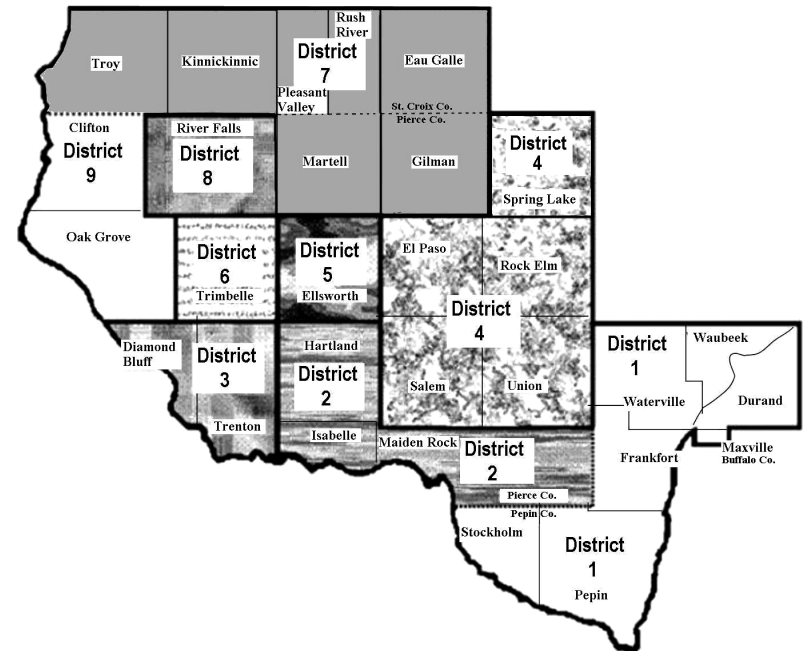 Rush
River
Troy
Kinnickinnic
District
7
Eau Galle
Pleasant
Valley
St. Croix Co.
Pierce Co.
Clifton
District
9
River Falls
District
8
Martell
Gilman
District
4
Spring Lake
Oak Grove
District
6
Trimbelle
District
5
Ellsworth
El Paso
Rock Elm
District
4
Salem
Union
Diamond
Bluff
District
3
Trenton
Hartland
District
2
Isabelle
Maiden Rock
District
2
Pierce Co.
Pepin Co.
District
1
Waubeek
Waterville
Durand
Frankfort
Maxville
Buffalo Co.
Stockholm
District
1
Pepin